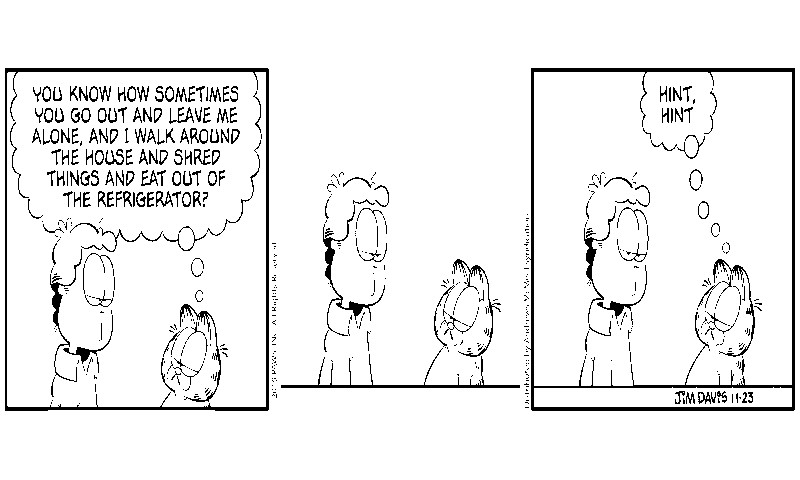 YOU KNOW HOW SOMETIMES
YOU GO OUT AND LEAVE ME
ALONE, AND I WALK AROUND
THE HOUSE AND SHRED
THINGS AND EAT OUT OF
THE REFRIGERATOR?
HINT,
HINT
JIM DAVIS 11-23